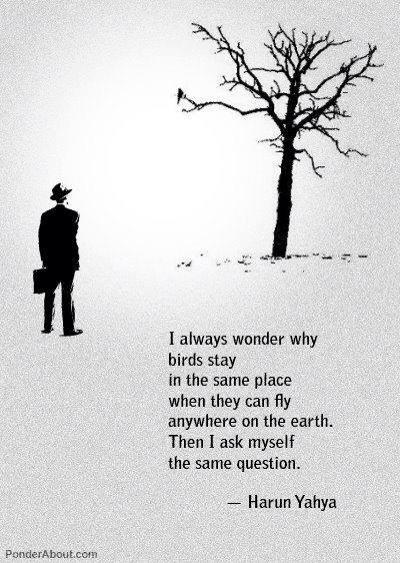 I always wonder why
birds stay
in the same place
when they can fly
anywhere on the earth.
Then I ask myself
the same question.
— Harun Yahya
PonderAbout.com